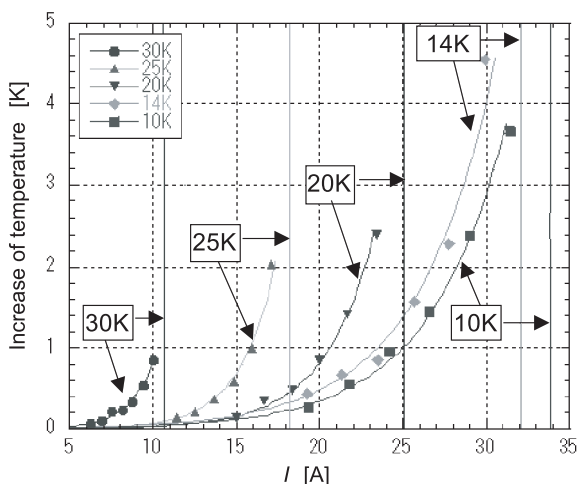 Increase of temperature [K]
5
4
3
2
1
0
30K
25K
20K
14K
10K
14K
20K
25K
30K
10K
5 10 15 20 25 30 35
I [A]